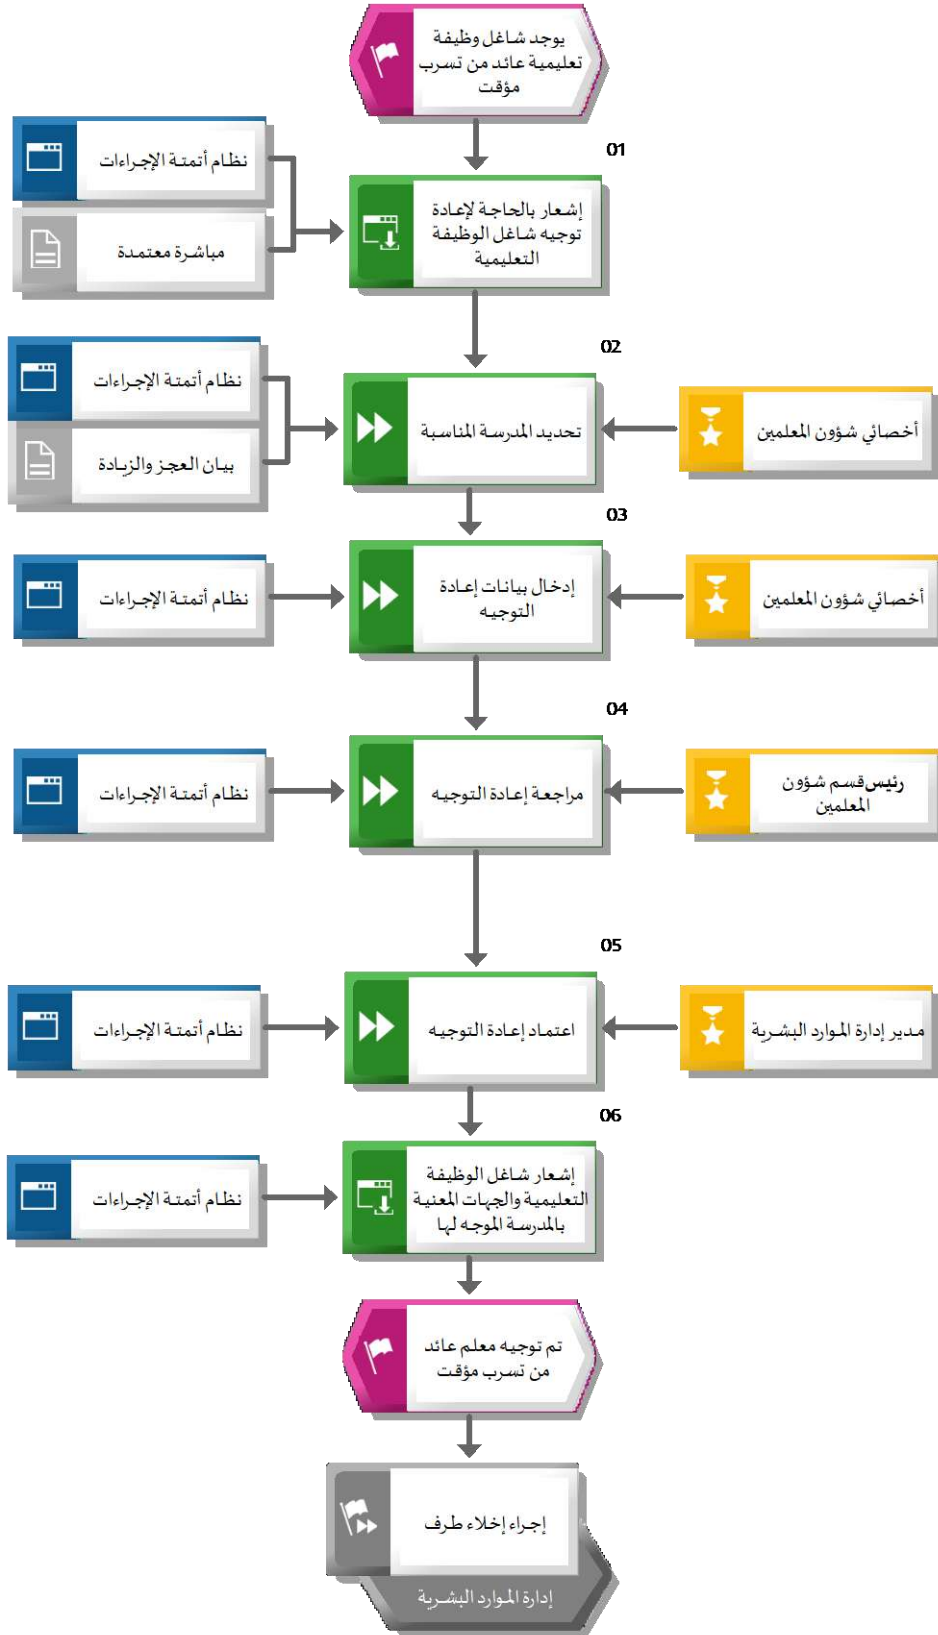 يوجد شاغل وظيفة
تعليمية عائد من تسرب
مؤقت
01
نظام أتمتة الإجراءات
مباشرة معتمدة
إشعار بالحاجة لإعادة
توجيه شاغل الوظيفة
التعليمية
02
أخصائي شؤون المعلمين
تحديد المدرسة المناسبة
نظام أتمتة الإجراءات
بيان العجز والزيادة
03
أخصائي شؤون المعلمين
إدخال بيانات إعادة
التوجيه
نظام أتمتة الإجراءات
04
رئيس قسم شؤون
المعلمين
مراجعة إعادة التوجيه
نظام أتمتة الإجراءات
05
مدير إدارة الموارد البشرية
اعتماد إعادة التوجيه
نظام أتمتة الإجراءات
06
إشعار شاغل الوظيفة
التعليمية والجهات المعنية
بالمدرسة الموجه لها
نظام أتمتة الإجراءات
تم توجيه معلم عائد
من تسرب مؤقت
إجراء إخلاء طرف
إدارة الموارد البشرية